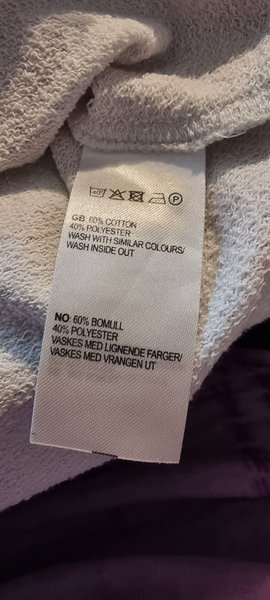 40°
P
GB: 60% COTTON
40% POLYESTER
WASH WITH SIMILAR COLOURS/
WASH INSIDE OUT
NO: 60% BOMULL
40% POLYESTER
VASKES MED LIGNENDE FARGER/
VASKES MED VRANGEN UT